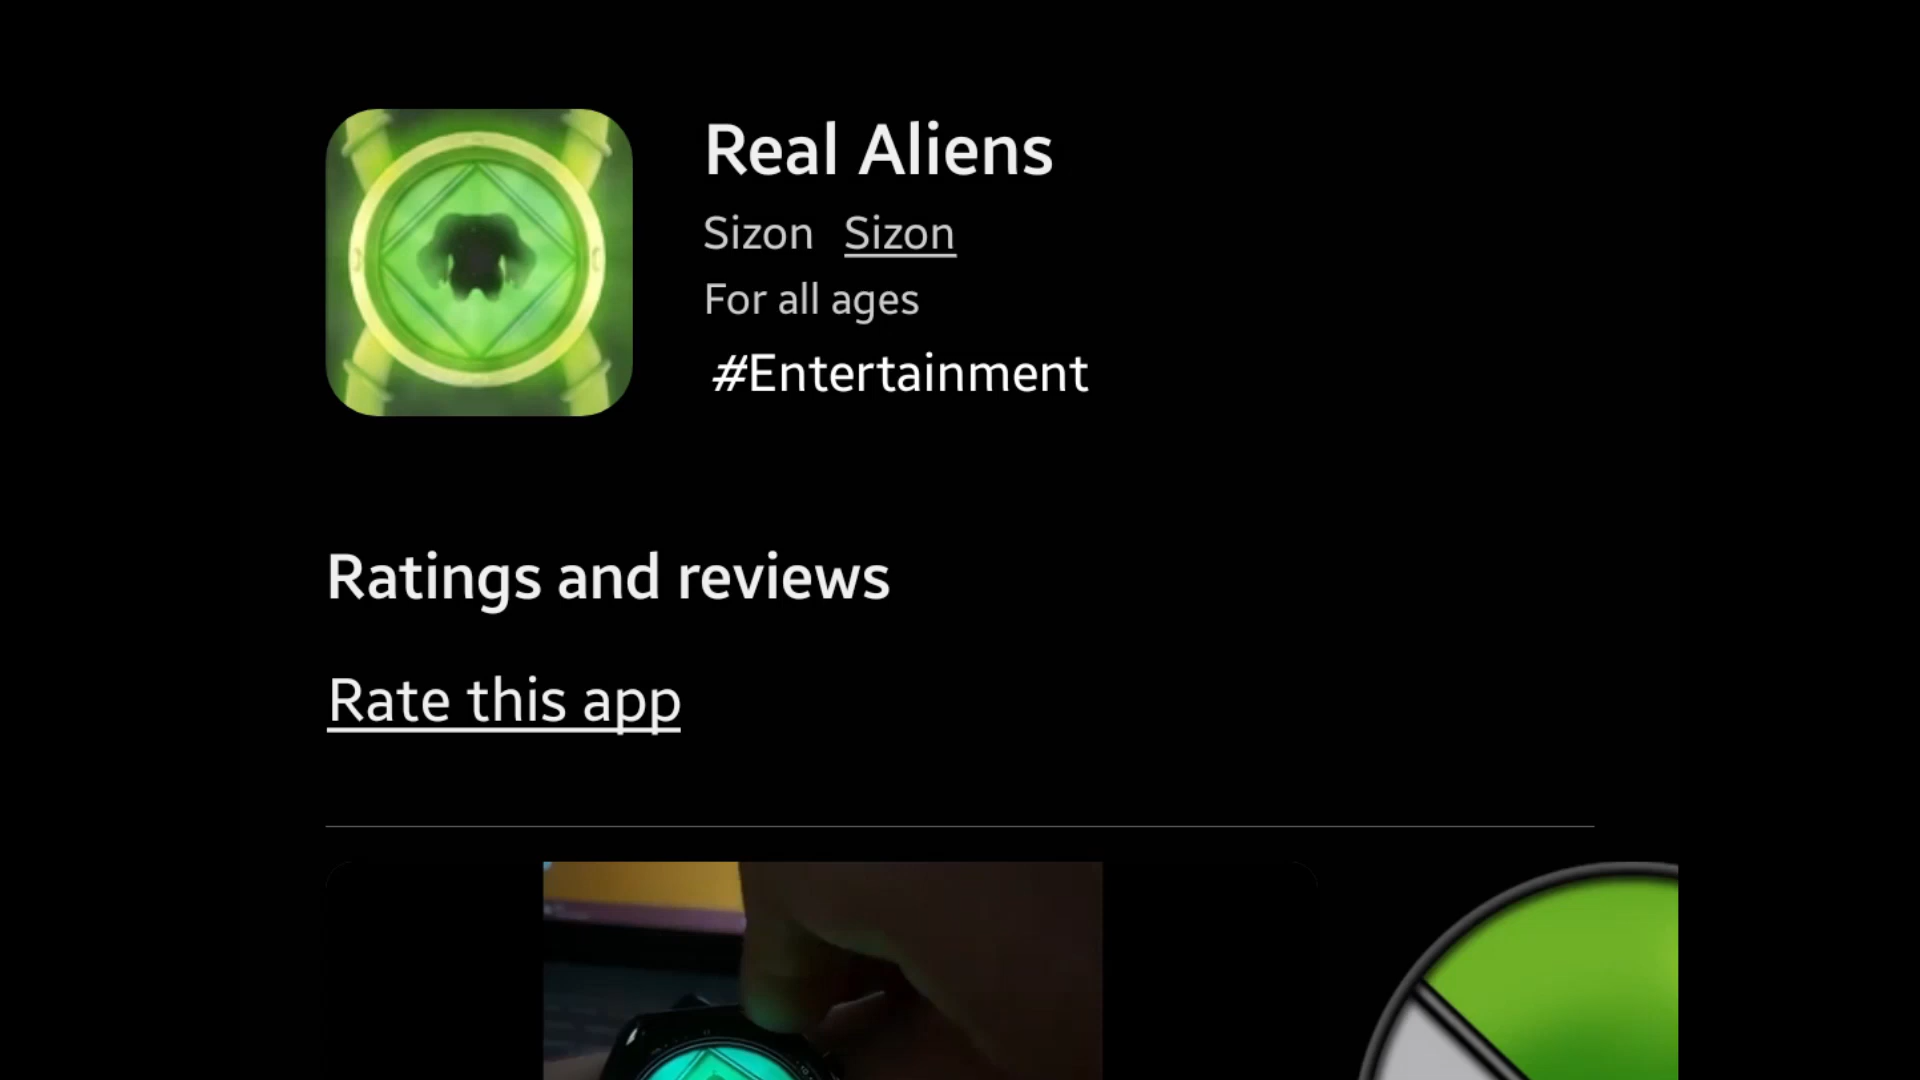 Real Aliens
Sizon Sizon
For all ages
#Entertainment
Ratings and reviews
Rate this app